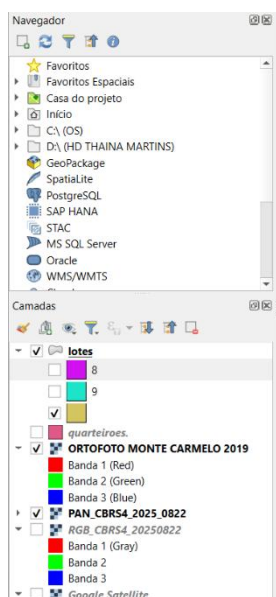 Navegador
Favoritos
Favoritos Espaciais
Casa do projeto
Início
C:\ (OS)
D:\ (HD THAINA MARTINS)
GeoPackage
SpatiaLite
PostgreSQL
SAP HANA
STAC
MS SQL Server
Oracle
WMS/WMTS
Camadas
lotes
8
9
quarteiroes.
ORTOFOTO MONTE CARMELO 2019
Banda 1 (Red)
Banda 2 (Green)
Banda 3 (Blue)
PAN_CBRS4_2025_0822
RGB_CBRS4_20250822
Banda 1 (Gray)
Banda 2
Banda 3
Google Satellite